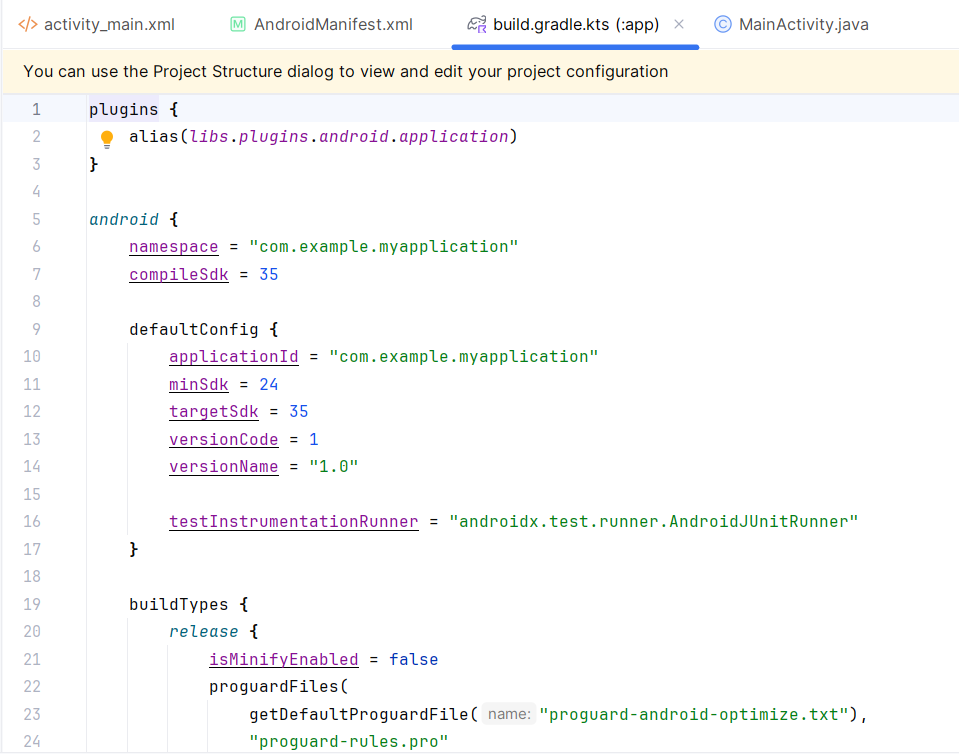 activity_main.xml AndroidManifest.xml build.gradle.kts (:app) MainActivity.java
You can use the Project Structure dialog to view and edit your project configuration
1 plugins {
2 alias(libs.plugins.android.application)
3 }
4
5 android {
6 namespace = "com.example.myapplication"
7 compileSdk = 35
8
9 defaultConfig {
10 applicationId = "com.example.myapplication"
11 minSdk = 24
12 targetSdk = 35
13 versionCode = 1
14 versionName = "1.0"
15
16 testInstrumentationRunner = "androidx.test.runner.AndroidJUnitRunner"
17 }
18
19 buildTypes {
20 release {
21 isMinifyEnabled = false
22 proguardFiles(
23 getDefaultProguardFile( name: "proguard-android-optimize.txt"),
24 "proguard-rules.pro"